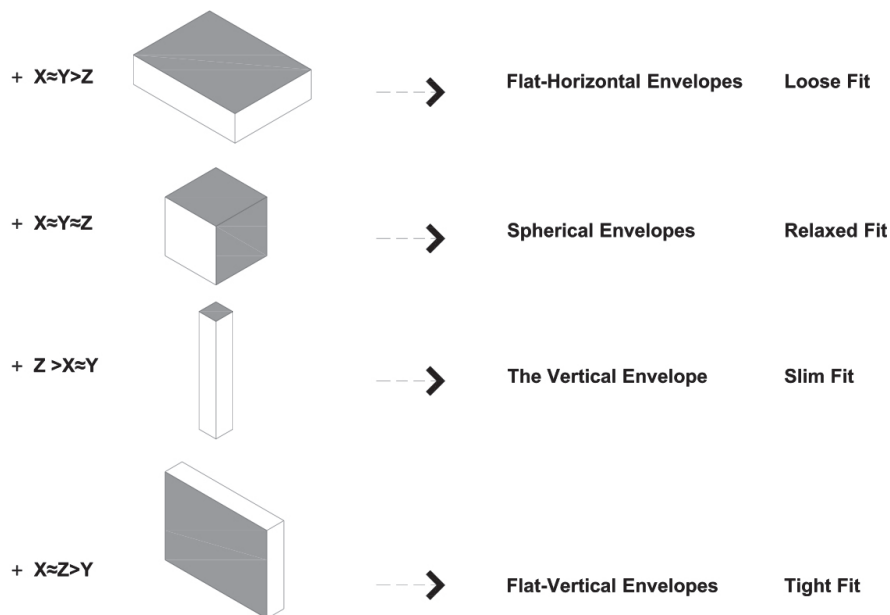 + X≈Y>Z Flat-Horizontal Envelopes Loose Fit
+ X≈Y≈Z Spherical Envelopes Relaxed Fit
+ Z >X≈Y The Vertical Envelope Slim Fit
+ X≈Z>Y Flat-Vertical Envelopes Tight Fit